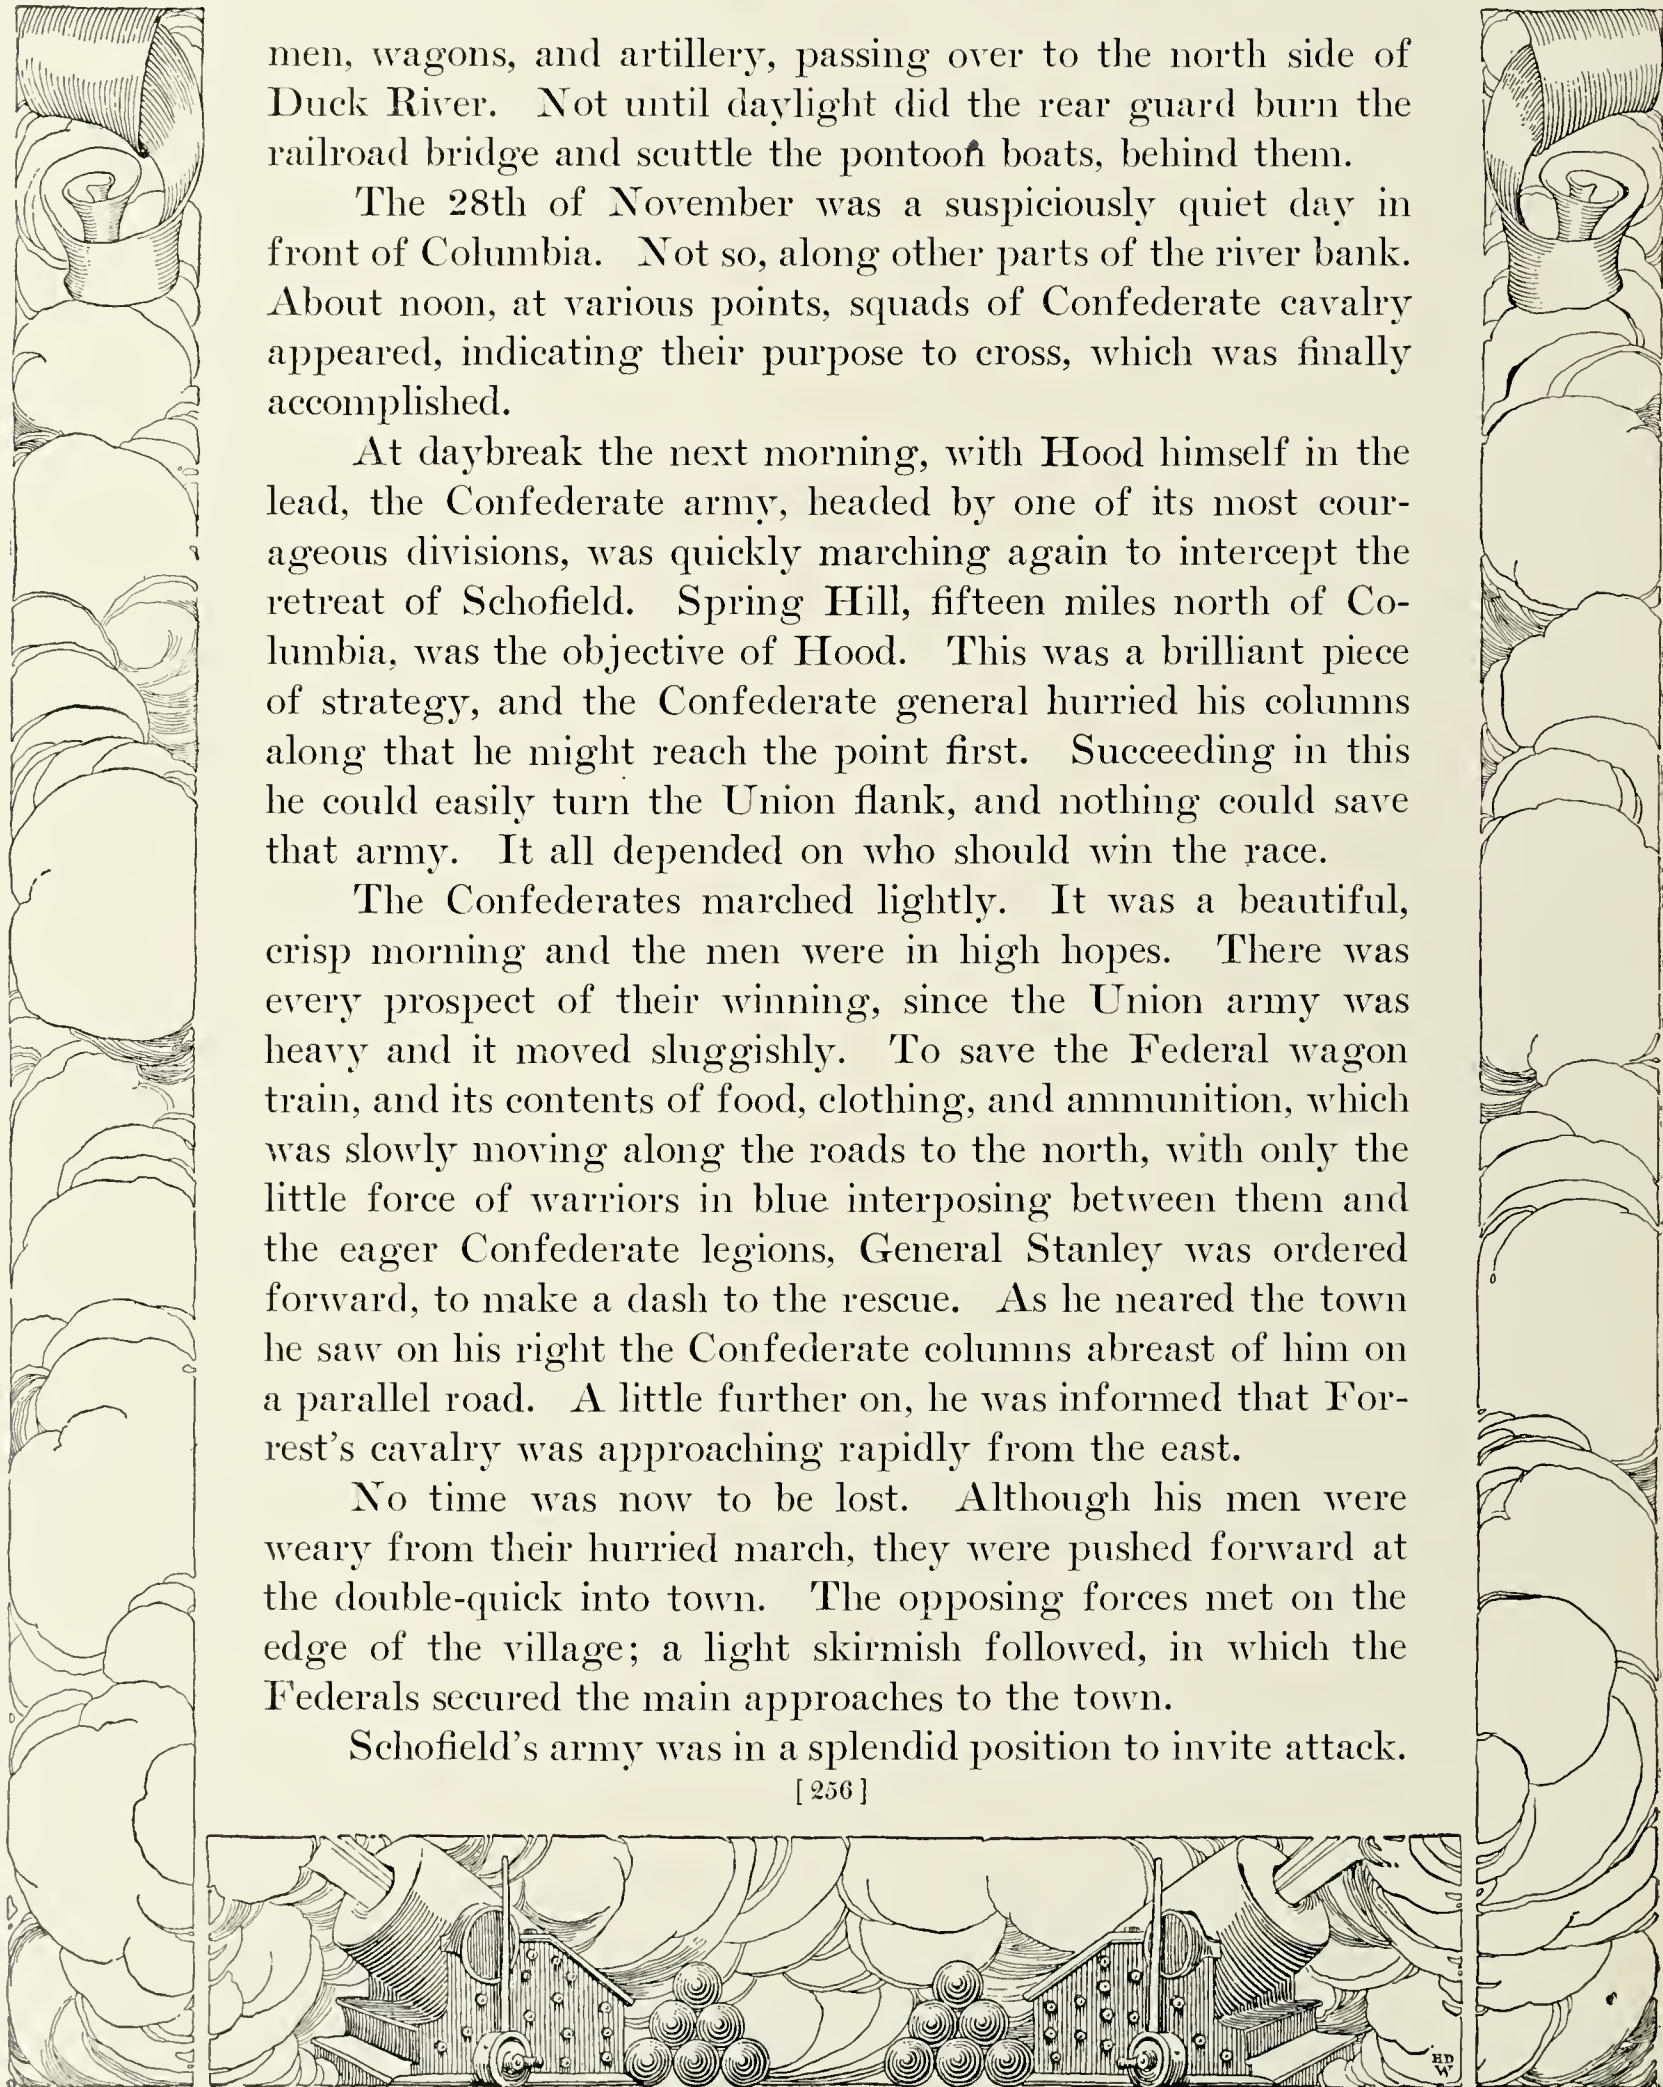 men, wagons, and artillery, passing over to the north side of
Duck River. Not until daylight did the rear guard burn the
railroad bridge and scuttle the pontoon boats, behind them.
The 28th of November was a suspiciously quiet day in
front of Columbia. Not so, along other parts of the river bank.
About noon, at various points, squads of Confederate cavalry
appeared, indicating their purpose to cross, which was finally
accomplished.
At daybreak the next morning, with Hood himself in the
lead, the Confederate army, headed by one of its most cour-
ageous divisions, was quickly marching again to intercept the
retreat of Schofield. Spring Hill, fifteen miles north of Co-
lumbia, was the objective of Hood. This was a brilliant piece
of strategy, and the Confederate general hurried his columns
along that he might reach the point first. Succeeding in this
he could easily turn the Union flank, and nothing could save
that army. It all depended on who should win the race.
The Confederates marched lightly. It was a beautiful,
crisp morning and the men were in high hopes. There was
every prospect of their winning, since the Union army was
heavy and it moved sluggishly. To save the Federal wagon
train, and its contents of food, clothing, and ammunition, which
was slowly moving along the roads to the north, with only the
little force of warriors in blue interposing between them and
the eager Confederate legions, General Stanley was ordered
forward, to make a dash to the rescue. As he neared the town
he saw on his right the Confederate columns abreast of him on
a parallel road. A little further on, he was informed that For-
rest's cavalry was approaching rapidly from the east.
No time was now to be lost. Although his men were
weary from their hurried march, they were pushed forward at
the double-quick into town. The opposing forces met on the
edge of the village; a light skirmish followed, in which the
Federals secured the main approaches to the town.
Schofield's army was in a splendid position to invite attack.
[256]
HD
W